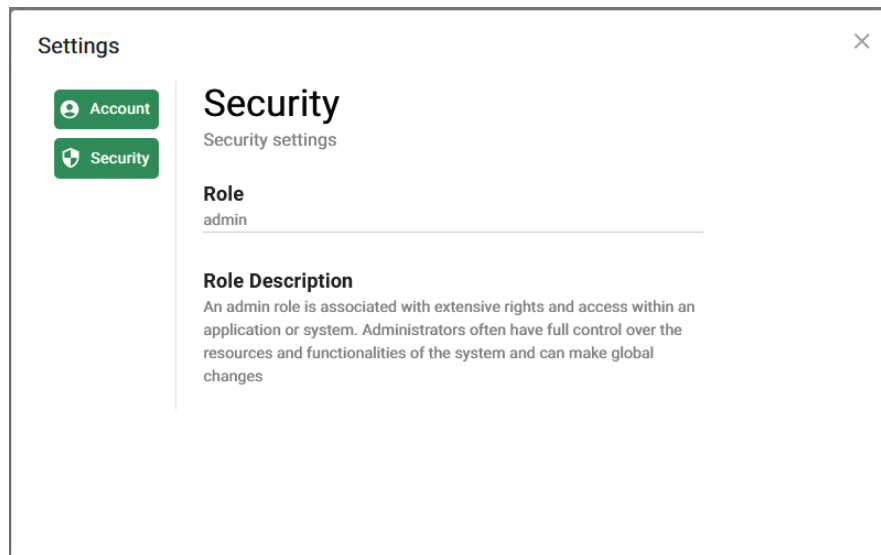 Settings
Account
Security
Security
Security settings
Role
admin
Role Description
An admin role is associated with extensive rights and access within an
application or system. Administrators often have full control over the
resources and functionalities of the system and can make global
changes